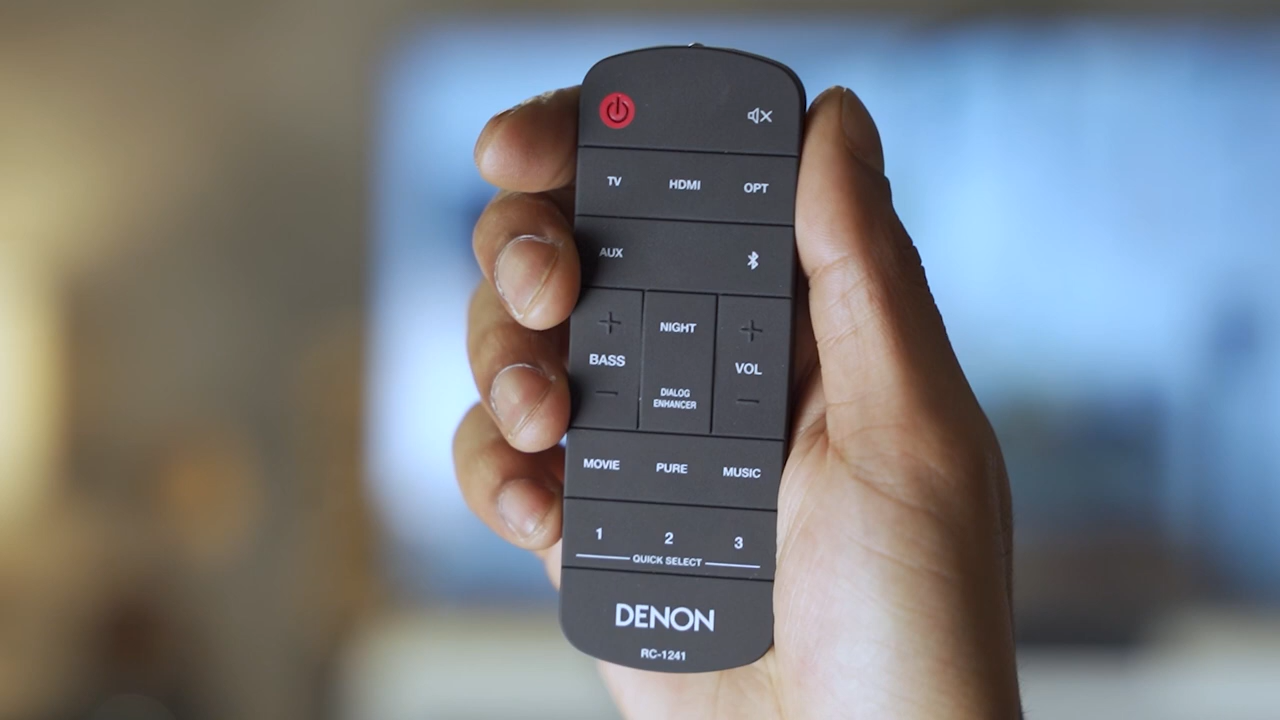 TV HDMI OPT
AUX
NIGHT
BASS VOL
DIALOG
ENHANCER
MOVIE PURE MUSIC
1 2 3
QUICK SELECT
DENON
RC-1241